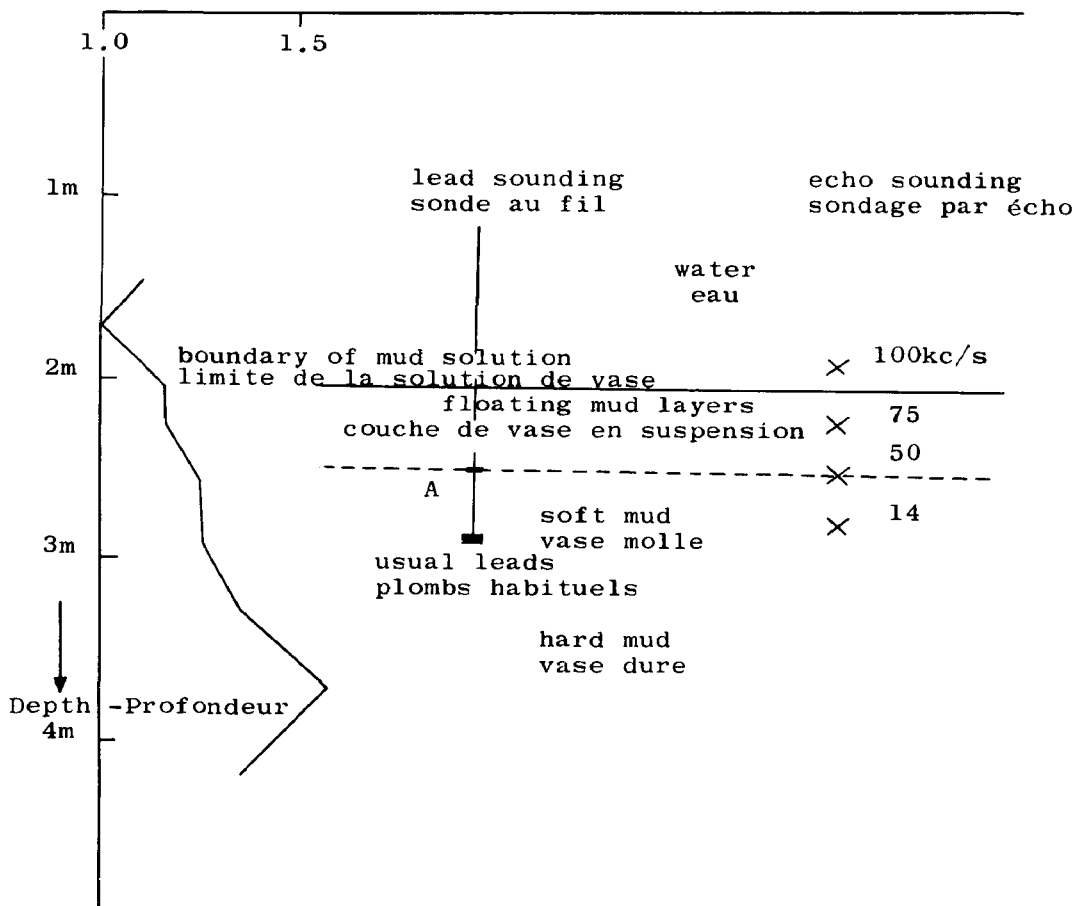 1.0
1.5
1m
lead sounding
sonde au fil
echo sounding
sondage par écho
water
eau
2m
boundary of mud solution
limite de la solution de vase
100kc/s
floating mud layers
couche de vase en suspension
75
50
A
14
soft mud
vase molle
3m
usual leads
plombs habituels
hard mud
vase dure
Depth -Profondeur
4m